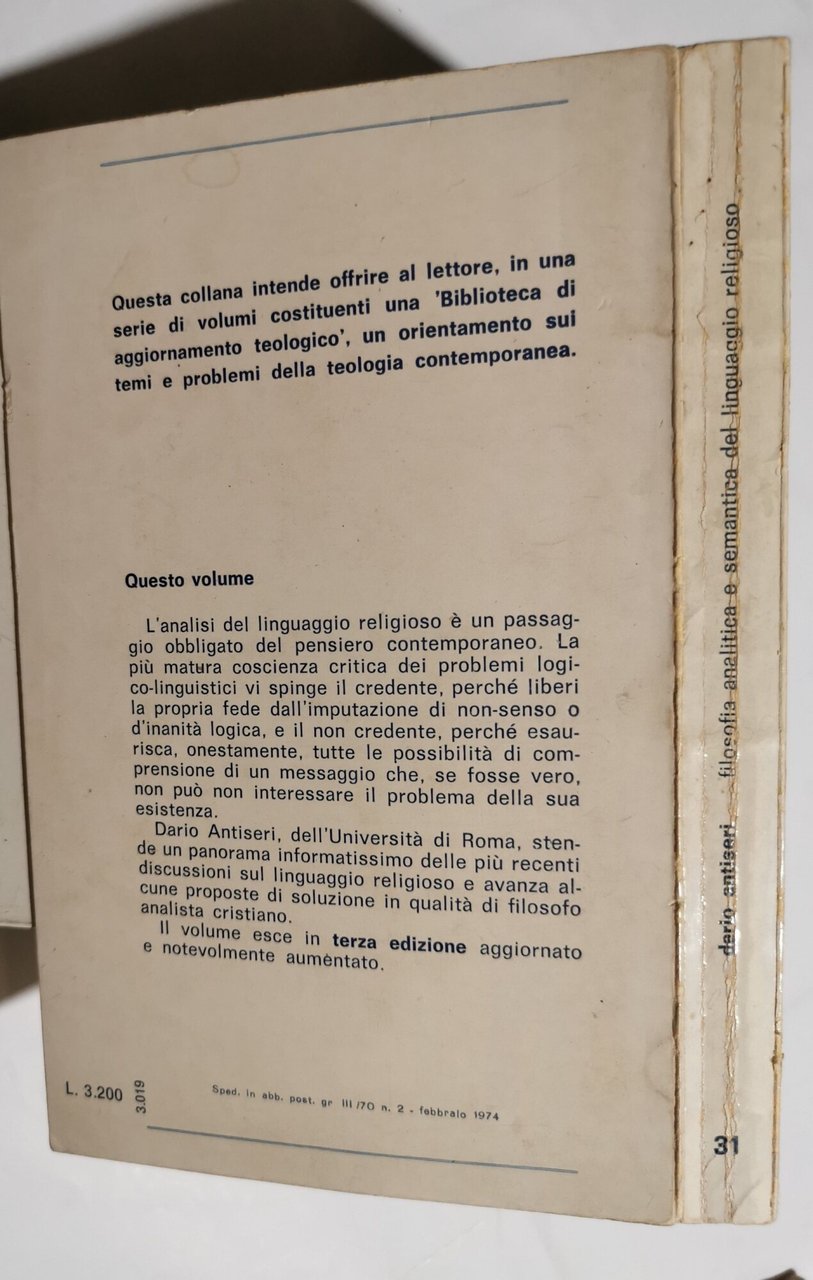 Questa collana intende offrire al lettore, in una
serie di volumi costituenti una 'Biblioteca di
aggiornamento teologico', un orientamento sui
temi e problemi della teologia contemporanea.
Questo volume
L'analisi del linguaggio religioso è un passag-
gio obbligato del pensiero contemporaneo. La
più matura coscienza critica dei problemi logi-
co-linguistici vi spinge il credente, perché liberi
la propria fede dall'imputazione di non-senso o
d'inanità logica, e il non credente, perché esau-
risca, onestamente, tutte le possibilità di com-
prensione di un messaggio che, se fosse vero,
non può non interessare il problema della sua
esistenza.
Dario Antiseri, dell'Università di Roma, sten-
de un panorama informatissimo delle più recenti
discussioni sul linguaggio religioso e avanza al-
cune proposte di soluzione in qualità di filosofo
analista cristiano.
Il volume esce in terza edizione aggiornato
e notevolmente aumentato.
L. 3.200
3.019
Sped. in abb. post. gr III/70 n. 2 - febbraio 1974
dario antiseri filosofia analitica e semantica del linguaggio religioso
31